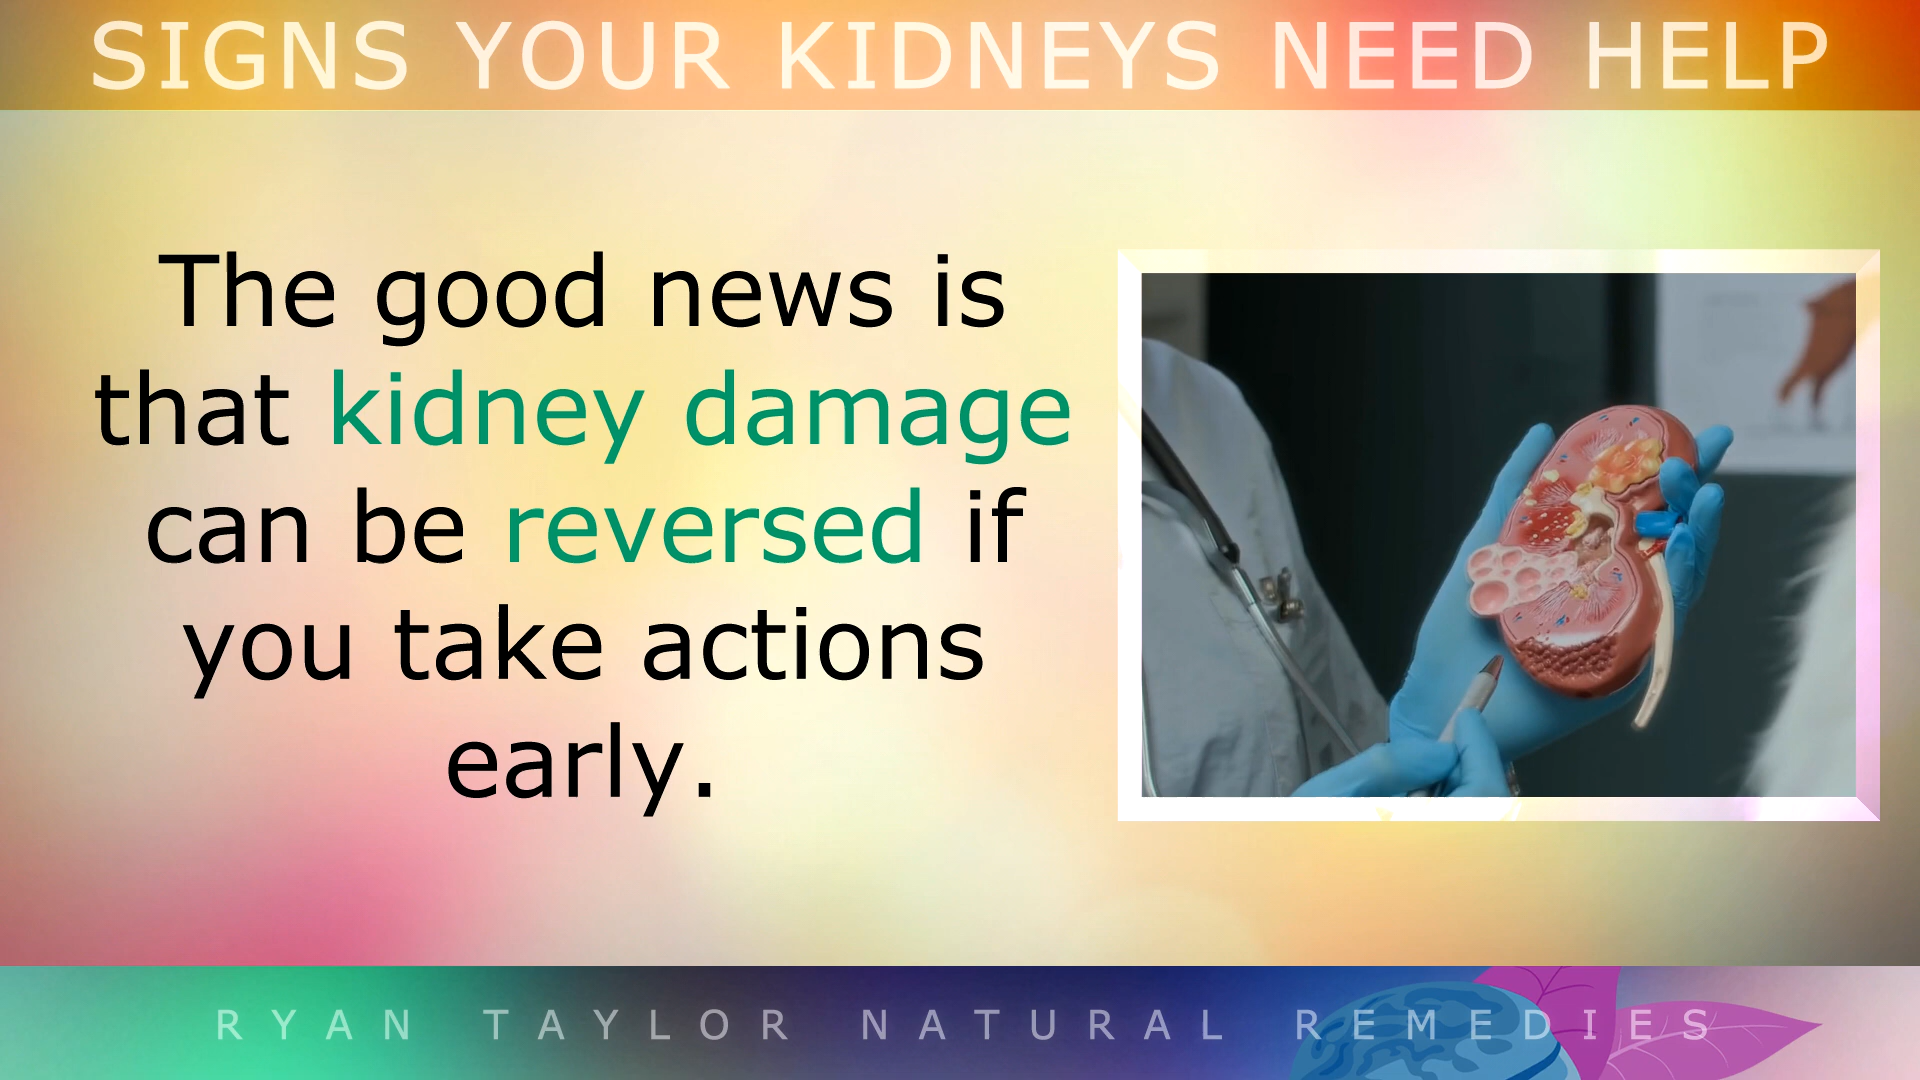 SIGNS YOUR KIDNEYS NEED HELP
The good news is
that kidney damage
can be reversed if
you take actions
early.
RYAN TAYLOR NATURAL REMEDIES